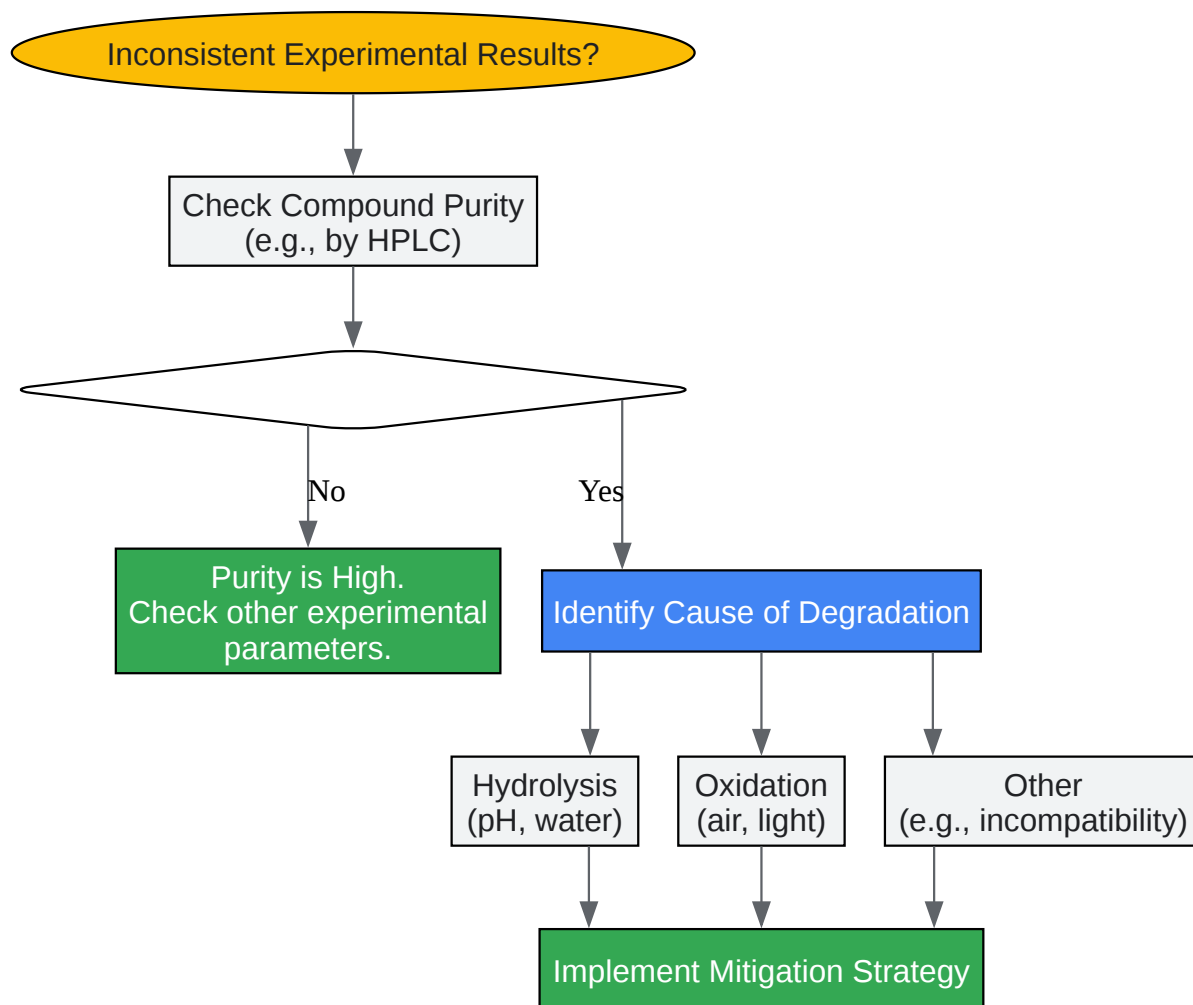 Inconsistent Experimental Results?
Check Compound Purity
(e.g., by HPLC)
No
Yes
Purity is High.
Check other experimental
parameters.
Identify Cause of Degradation
Hydrolysis
(pH, water)
Oxidation
(air, light)
Other
(e.g., incompatibility)
Implement Mitigation Strategy